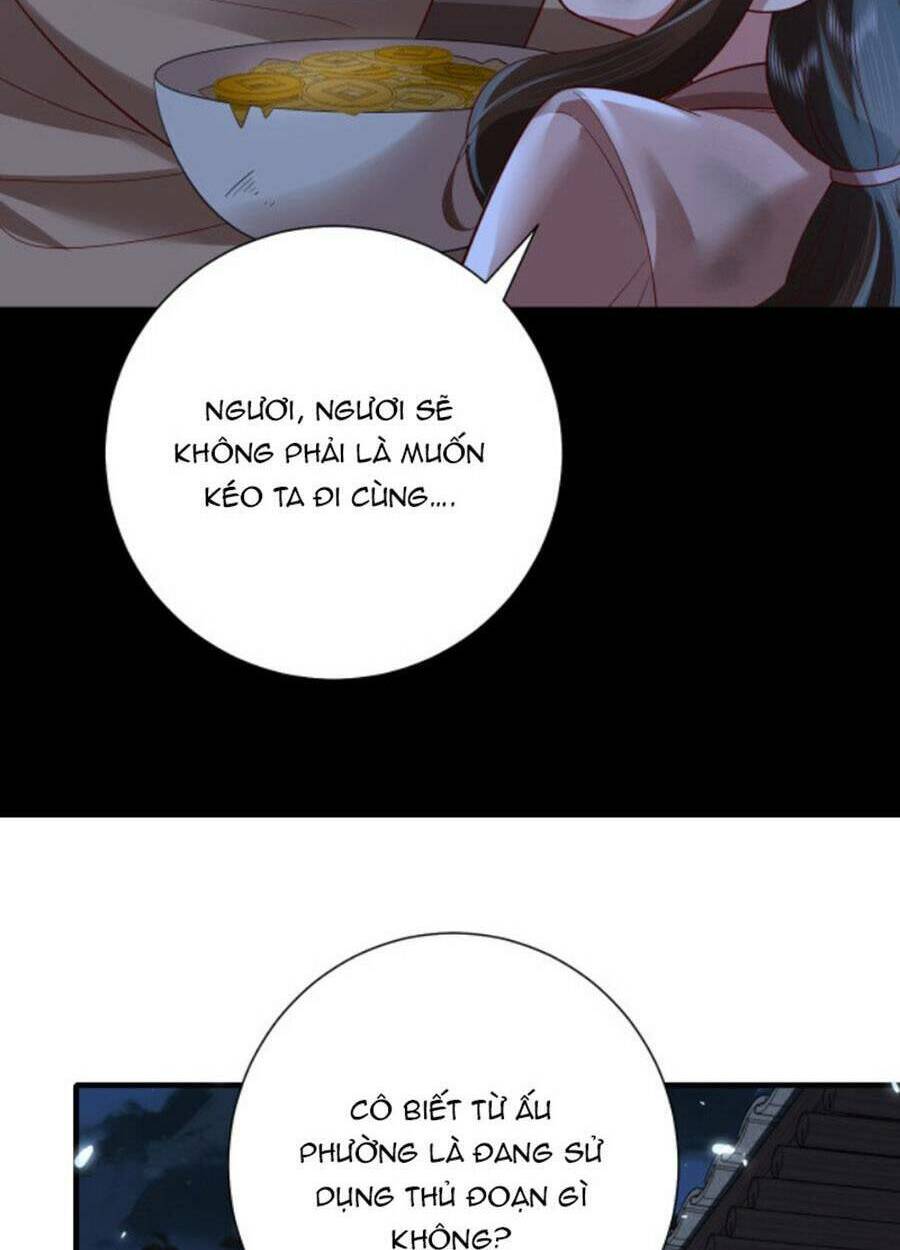 NGƯƠI, NGƯƠI SẼ
KHÔNG PHẢI LÀ MUỐN
KÉO TA ĐI CÙNG....
CÔ BIẾT TỪ ẤU
PHƯỜNG LÀ ĐANG SỬ
DỤNG THỦ ĐOẠN GÌ
KHÔNG?